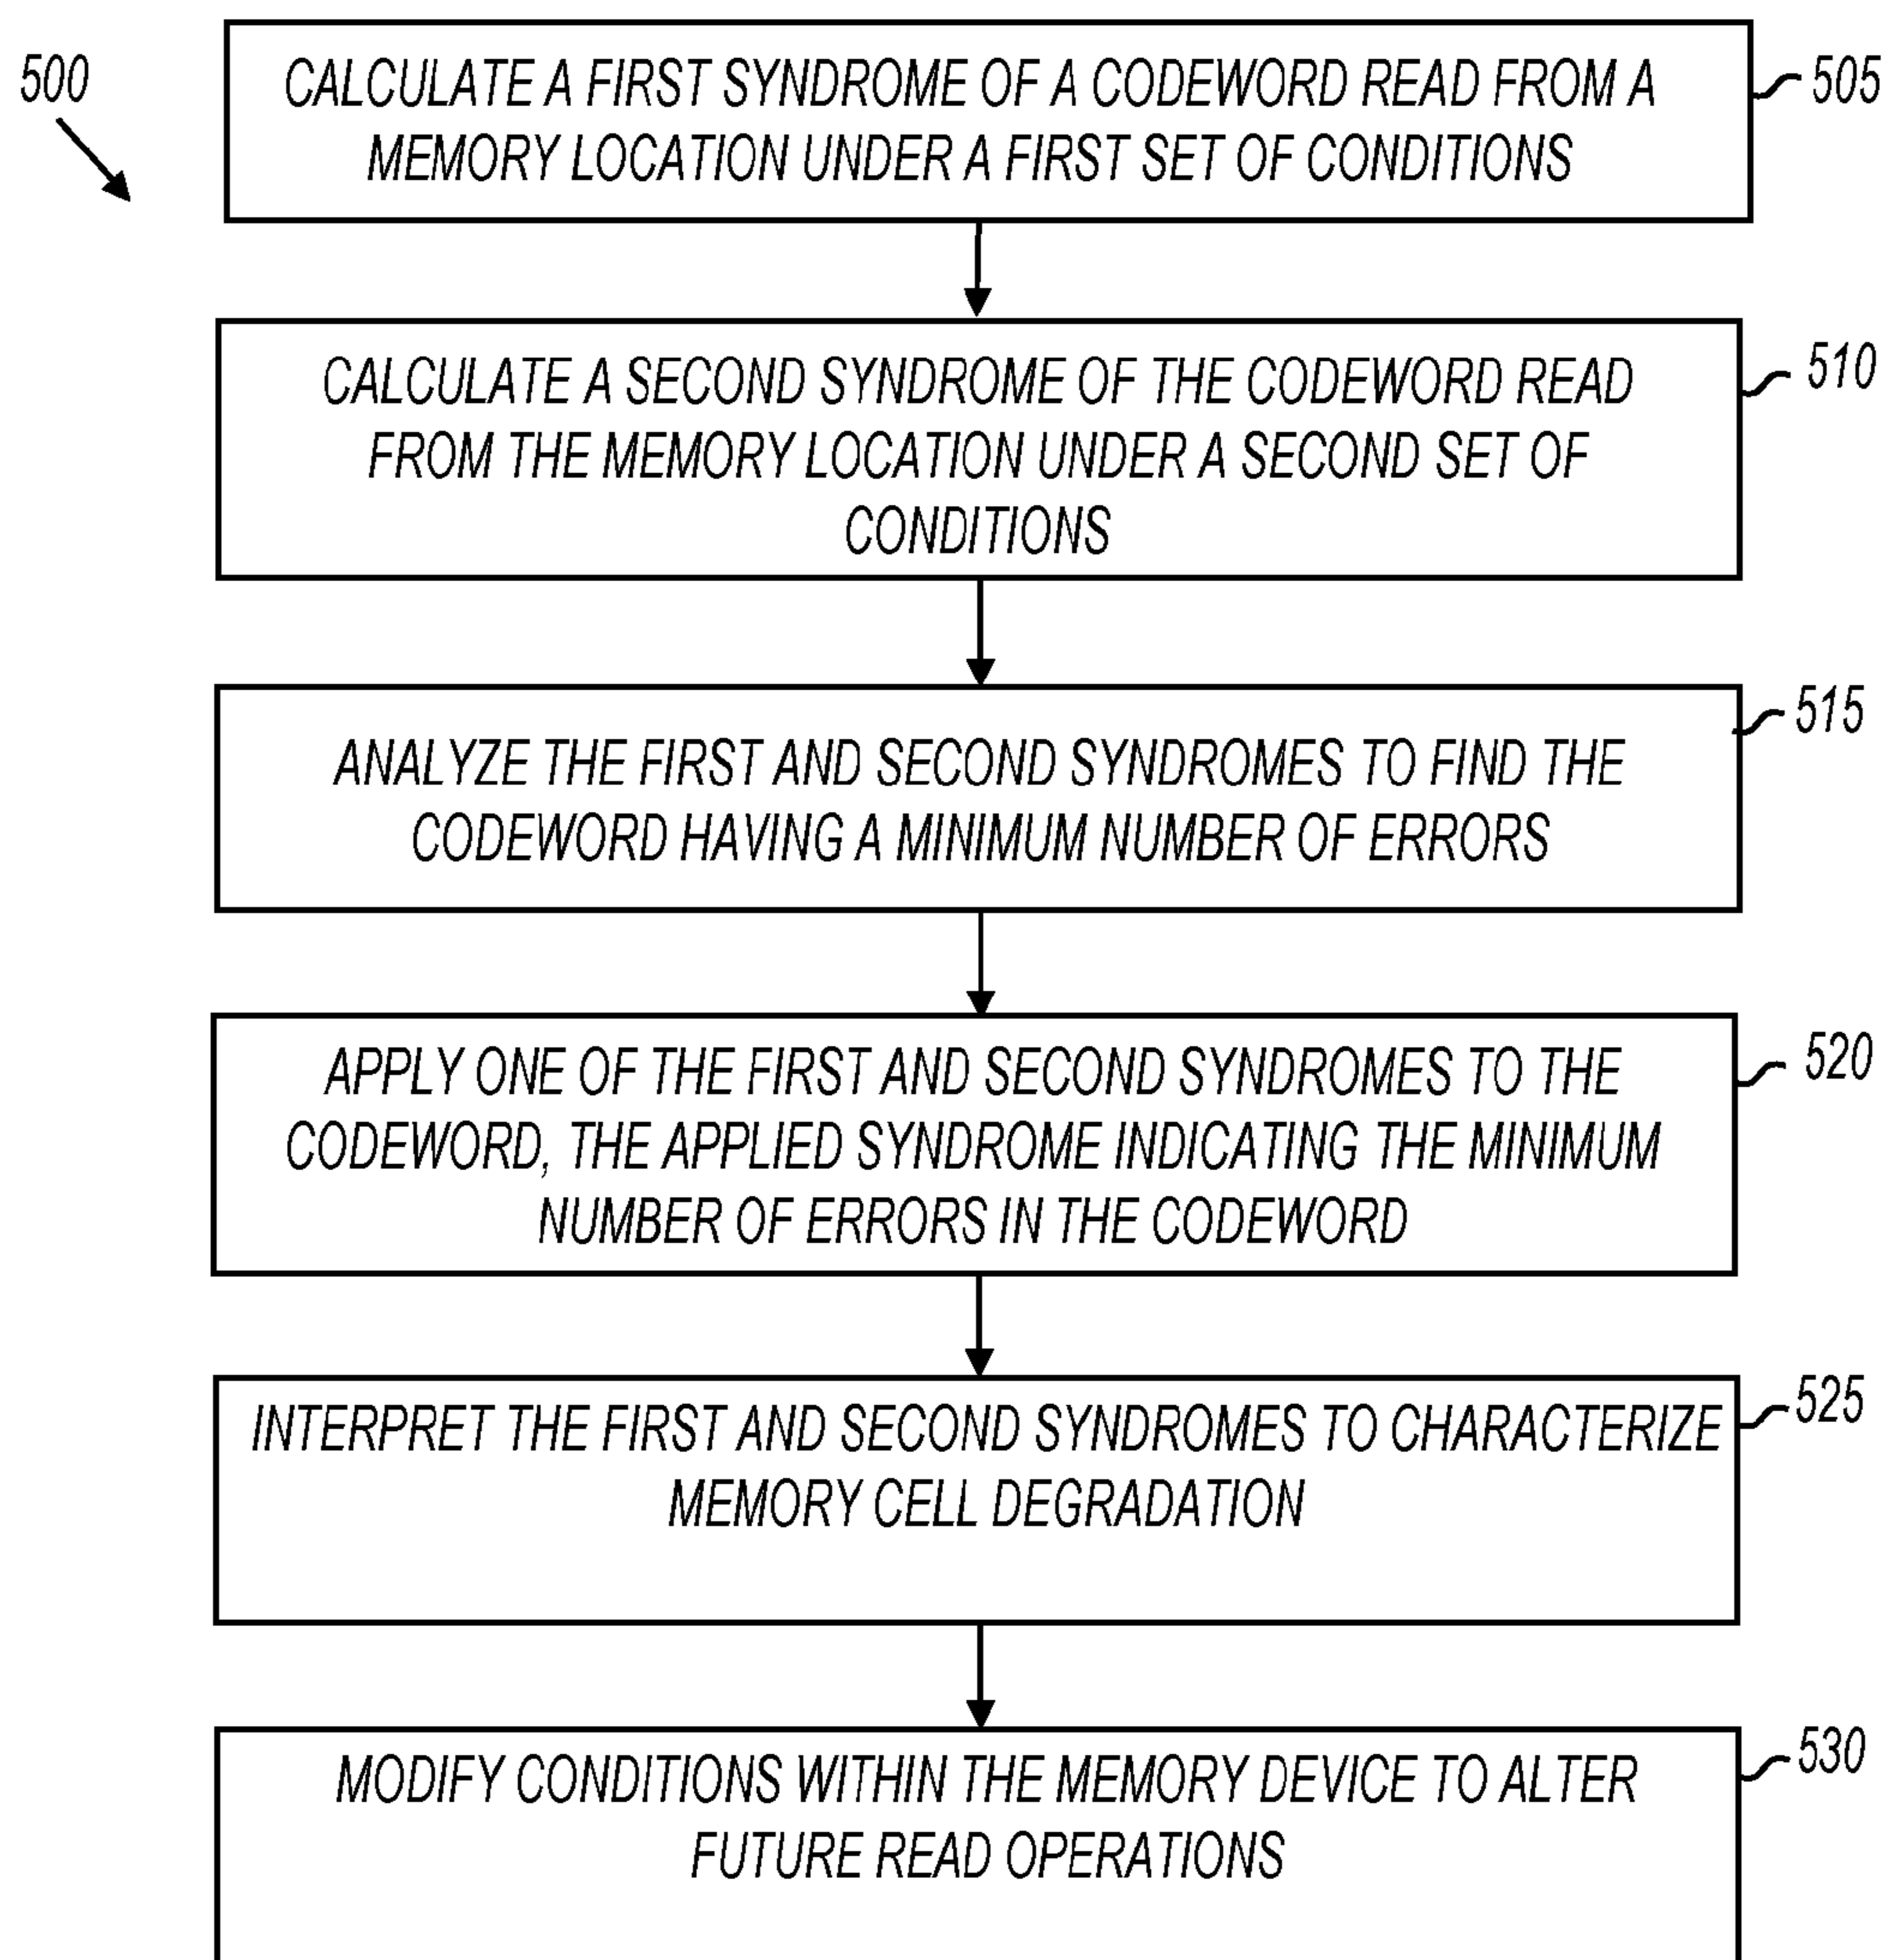 500
CALCULATE A FIRST SYNDROME OF A CODEWORD READ FROM A
MEMORY LOCATION UNDER A FIRST SET OF CONDITIONS
505
CALCULATE A SECOND SYNDROME OF THE CODEWORD READ
FROM THE MEMORY LOCATION UNDER A SECOND SET OF
CONDITIONS
510
ANALYZE THE FIRST AND SECOND SYNDROMES TO FIND THE
CODEWORD HAVING A MINIMUM NUMBER OF ERRORS
515
APPLY ONE OF THE FIRST AND SECOND SYNDROMES TO THE
CODEWORD, THE APPLIED SYNDROME INDICATING THE MINIMUM
NUMBER OF ERRORS IN THE CODEWORD
520
INTERPRET THE FIRST AND SECOND SYNDROMES TO CHARACTERIZE
MEMORY CELL DEGRADATION
525
MODIFY CONDITIONS WITHIN THE MEMORY DEVICE TO ALTER
FUTURE READ OPERATIONS
530